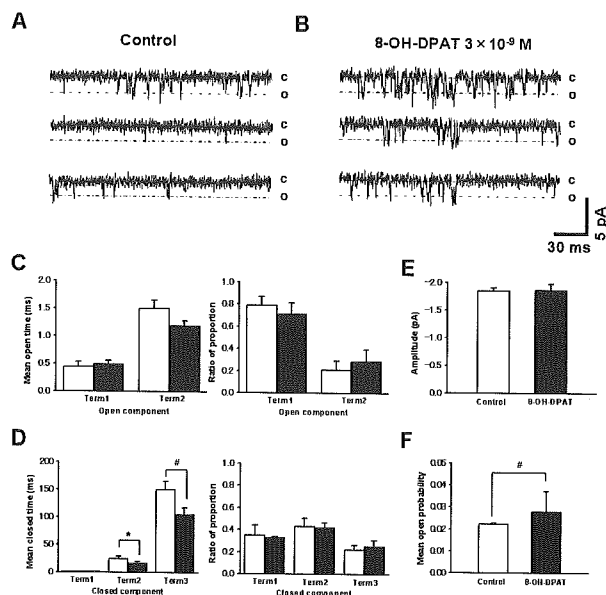 A
Control
B
8-OH-DPAT 3 × 10-9 M
C
O
C
O
C
O
C
O
C
O
C
O
30 ms
5 pA
C
Mean open time (ms)
2.0
1.5
1.0
0.5
0.0
Term1
Term2
Open component
Ratio of proportion
1.0
0.8
0.6
0.4
0.2
0.0
Term1
Term2
Open component
E
Amplitude (pA)
-2.0
-1.5
-1.0
-0.5
0.0
Control
8-OH-DPAT
D
Mean closed time (ms)
200
150
100
50
0
*
#
Term1
Term2
Term3
Closed component
Ratio of proportion
1.0
0.8
0.6
0.4
0.2
0.0
Term1
Term2
Term3
Closed component
F
Mean open probability
0.05
0.04
0.03
0.02
0.01
0.00
#
Control
8-OH-DPAT